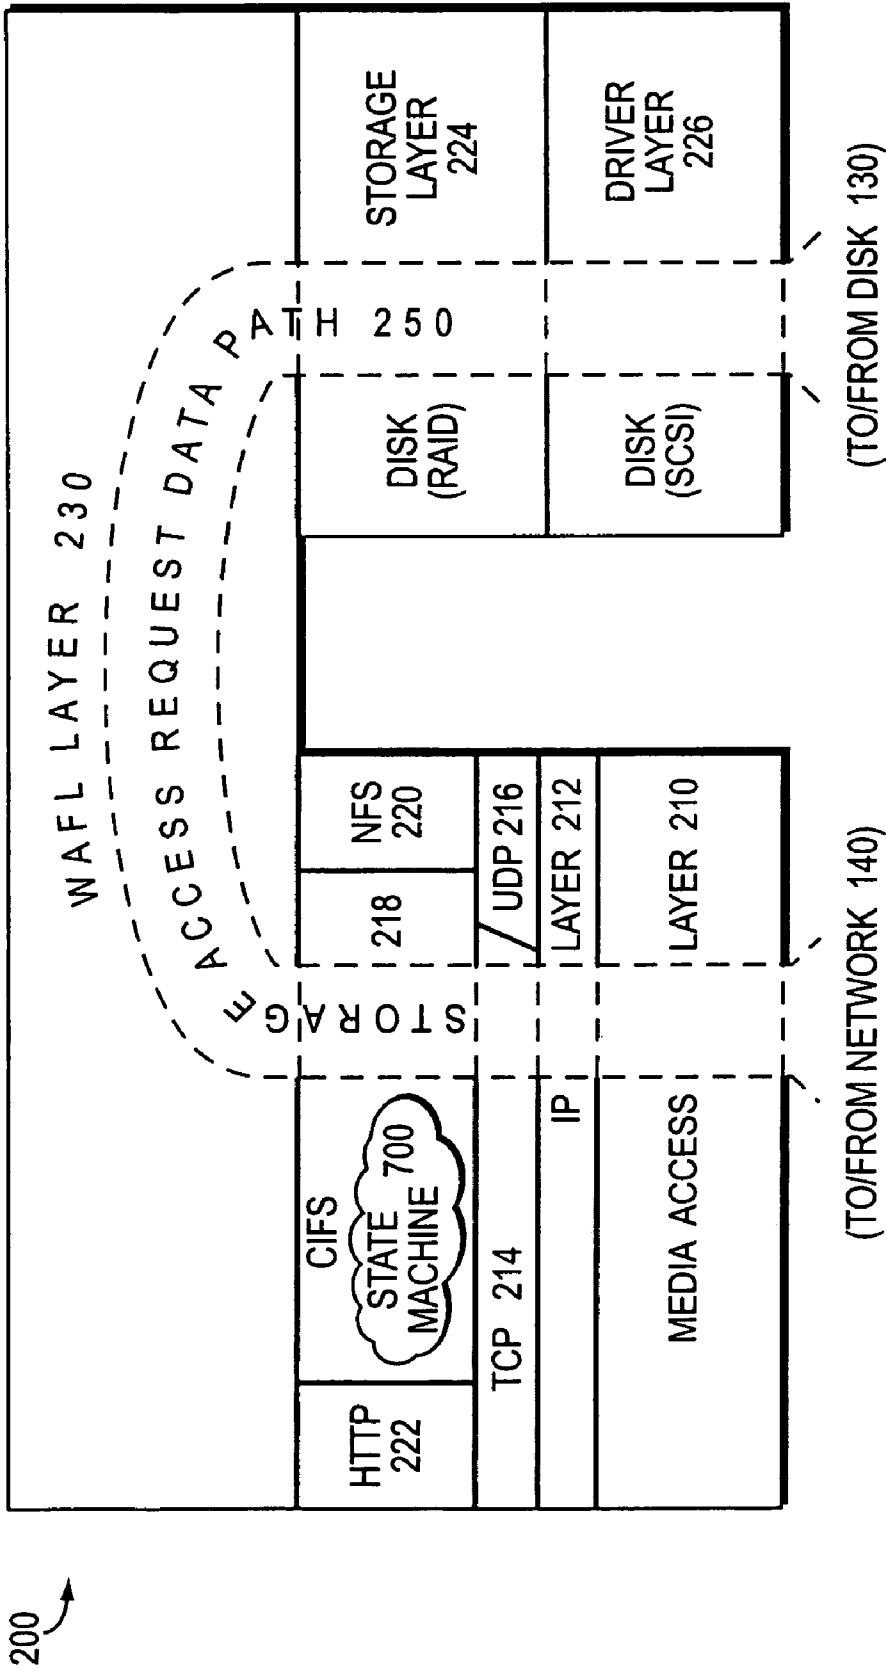 200
WAFL LAYER 230
STORAGE ACCESS REQUEST DATA PATH 250
HTTP
222
CIFS
STATE
MACHINE 700
218
NFS
220
TCP 214
UDP 216
IP
LAYER 212
MEDIA ACCESS
LAYER 210
(TO/FROM NETWORK 140)
DISK
(RAID)
STORAGE
LAYER
224
DISK
(SCSI)
DRIVER
LAYER
226
(TO/FROM DISK 130)